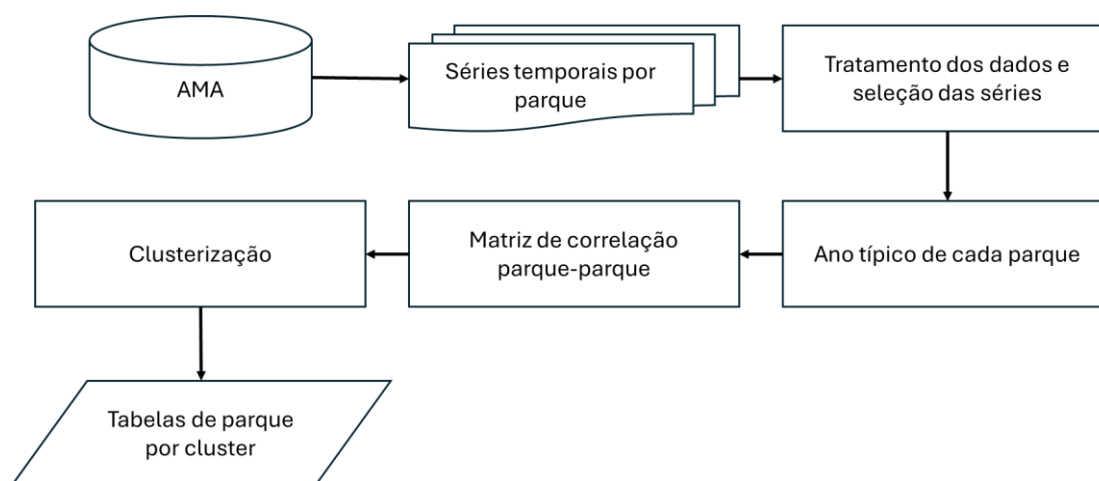 AMA
Séries temporais por
parque
Tratamento dos dados e
seleção das séries
Ano típico de cada parque
Matriz de correlação
parque-parque
Clusterização
Tabelas de parque
por cluster